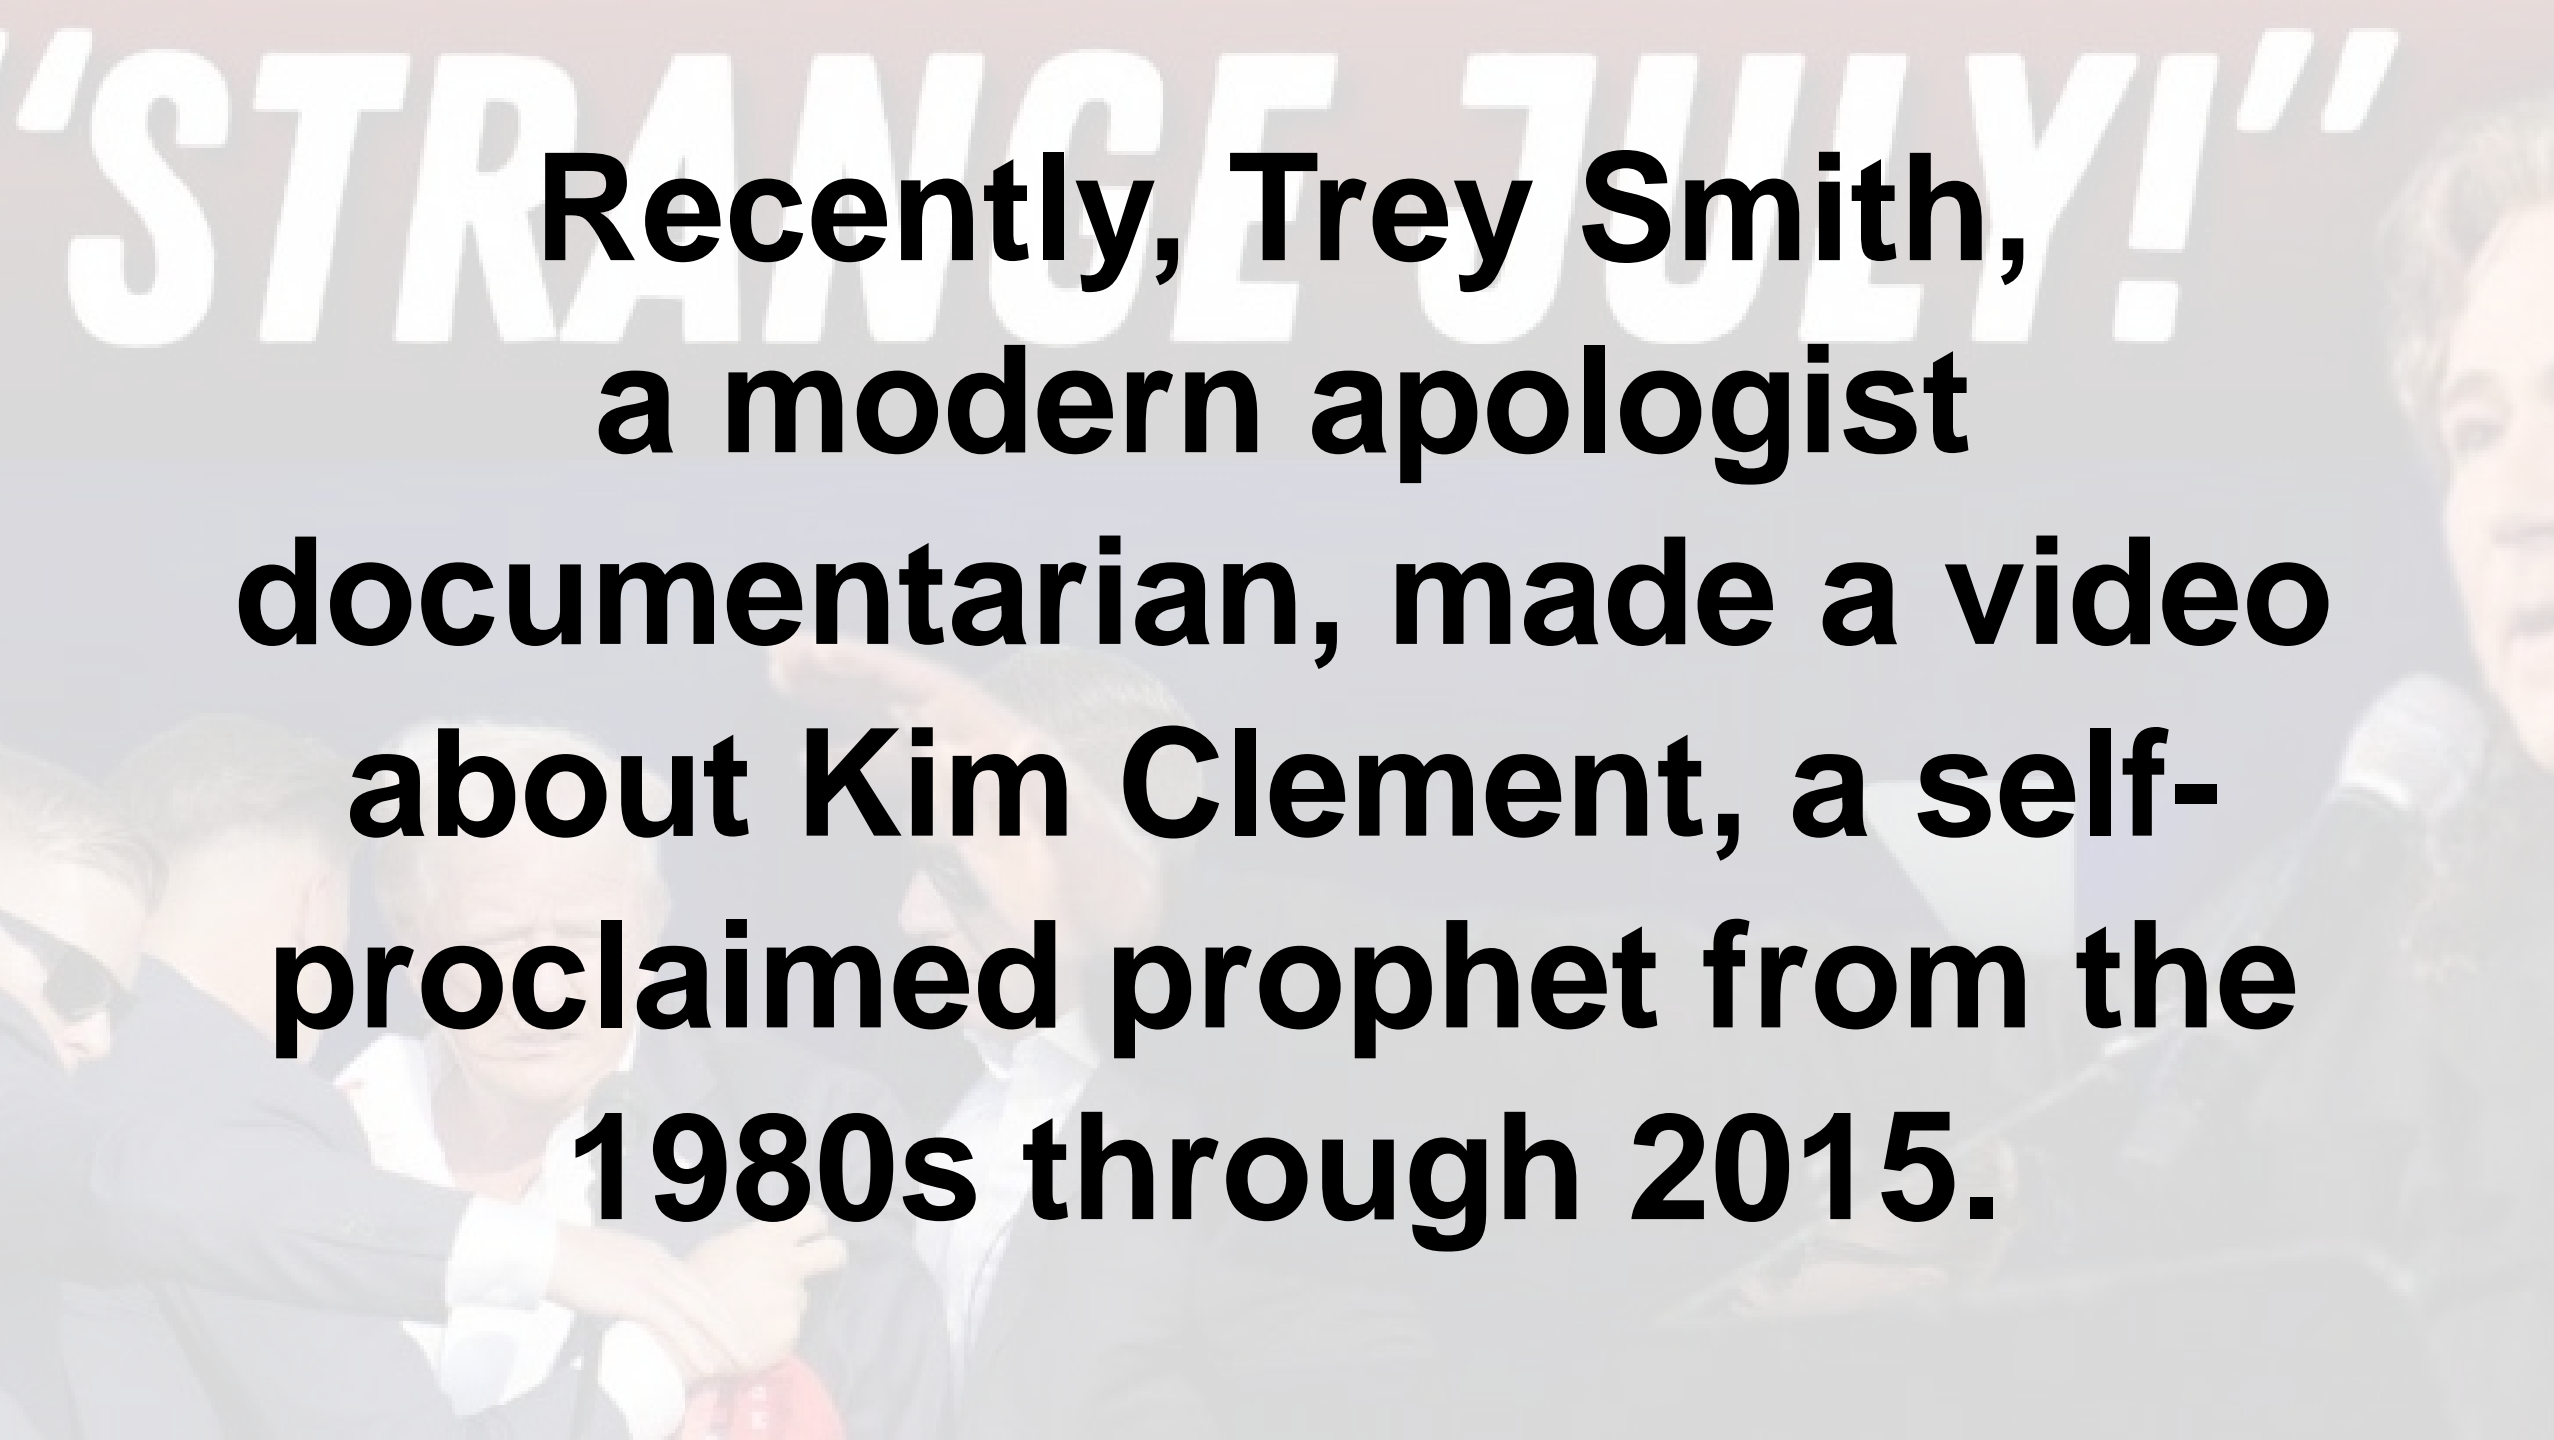 "STRANGE JULY!"
Recently, Trey Smith,
a modern apologist
documentarian, made a video
about Kim Clement, a self-
proclaimed prophet from the
1980s through 2015.